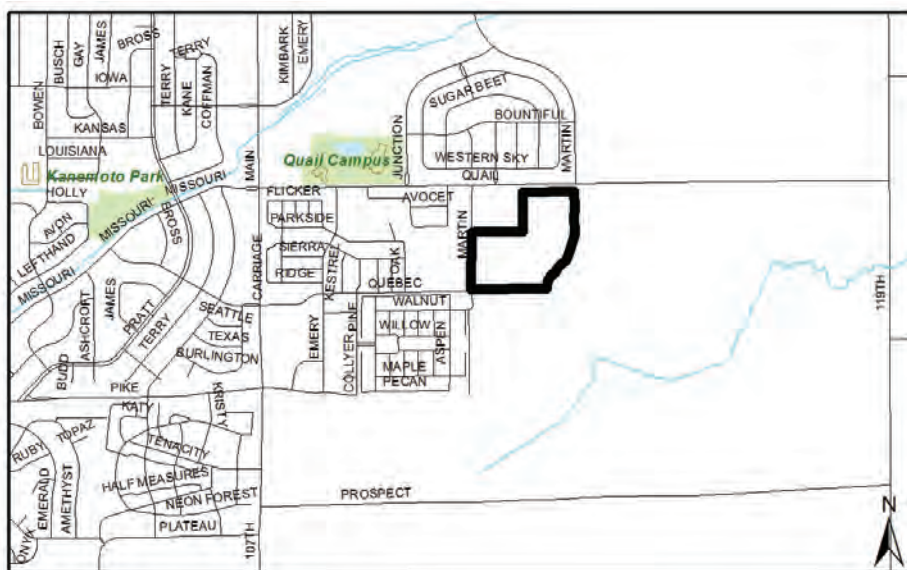 BOWEN
BUSCH
GAY
JAMES
BROSS
TERRY
IOWA
TERRY
KANE
COFFMAN
KIMBARK
EMERY
KANSAS
LOUISIANA
Kanemoto Park
HOLLY
MISSOURI
MISSOURI
BROSS
AVON
LEFTHAND
MISSOURI
MAIN
Quail Campus
JUNCTION
SUGAR BEET
BOUNTIFUL
WESTERN SKY
MARTIN
QUAIL
FLICKER
AVOCET
PARKSIDE
MARTIN
SIERRA
RIDGE
KESTREL
OAK
QUEBEC
CARRIAGE
119TH
BUDD
ASHCROFT
JAMES
PRATT
TERRY
SEATTLE
TEXAS
BURLINGTON
EMERY
COLLYER
PINE
WALNUT
WILLOW
ASPEN
MAPLE
PECAN
PIKE
KATY
KRISTY
TOPAZ
RUBY
TENACITY
EMERALD
AMETHYST
HALF MEASURES
NEON FOREST
PLATEAU
ONYX
107TH
PROSPECT
N